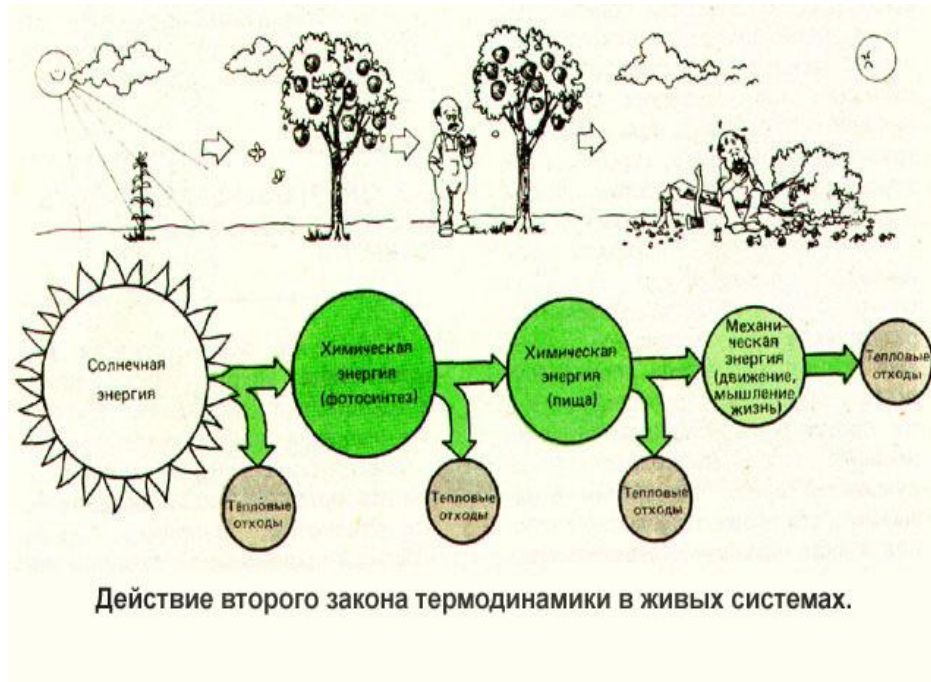 Солнечная
энергия
Химическая
энергия
(фотосинтез)
Химическая
энергия
(пища)
Механи-
ческая
энергия
(движение,
мышление,
жизнь)
Тепловые
отходы
Тепловые
отходы
Тепловые
отходы
Тепловые
отходы
Действие второго закона термодинамики в живых системах.